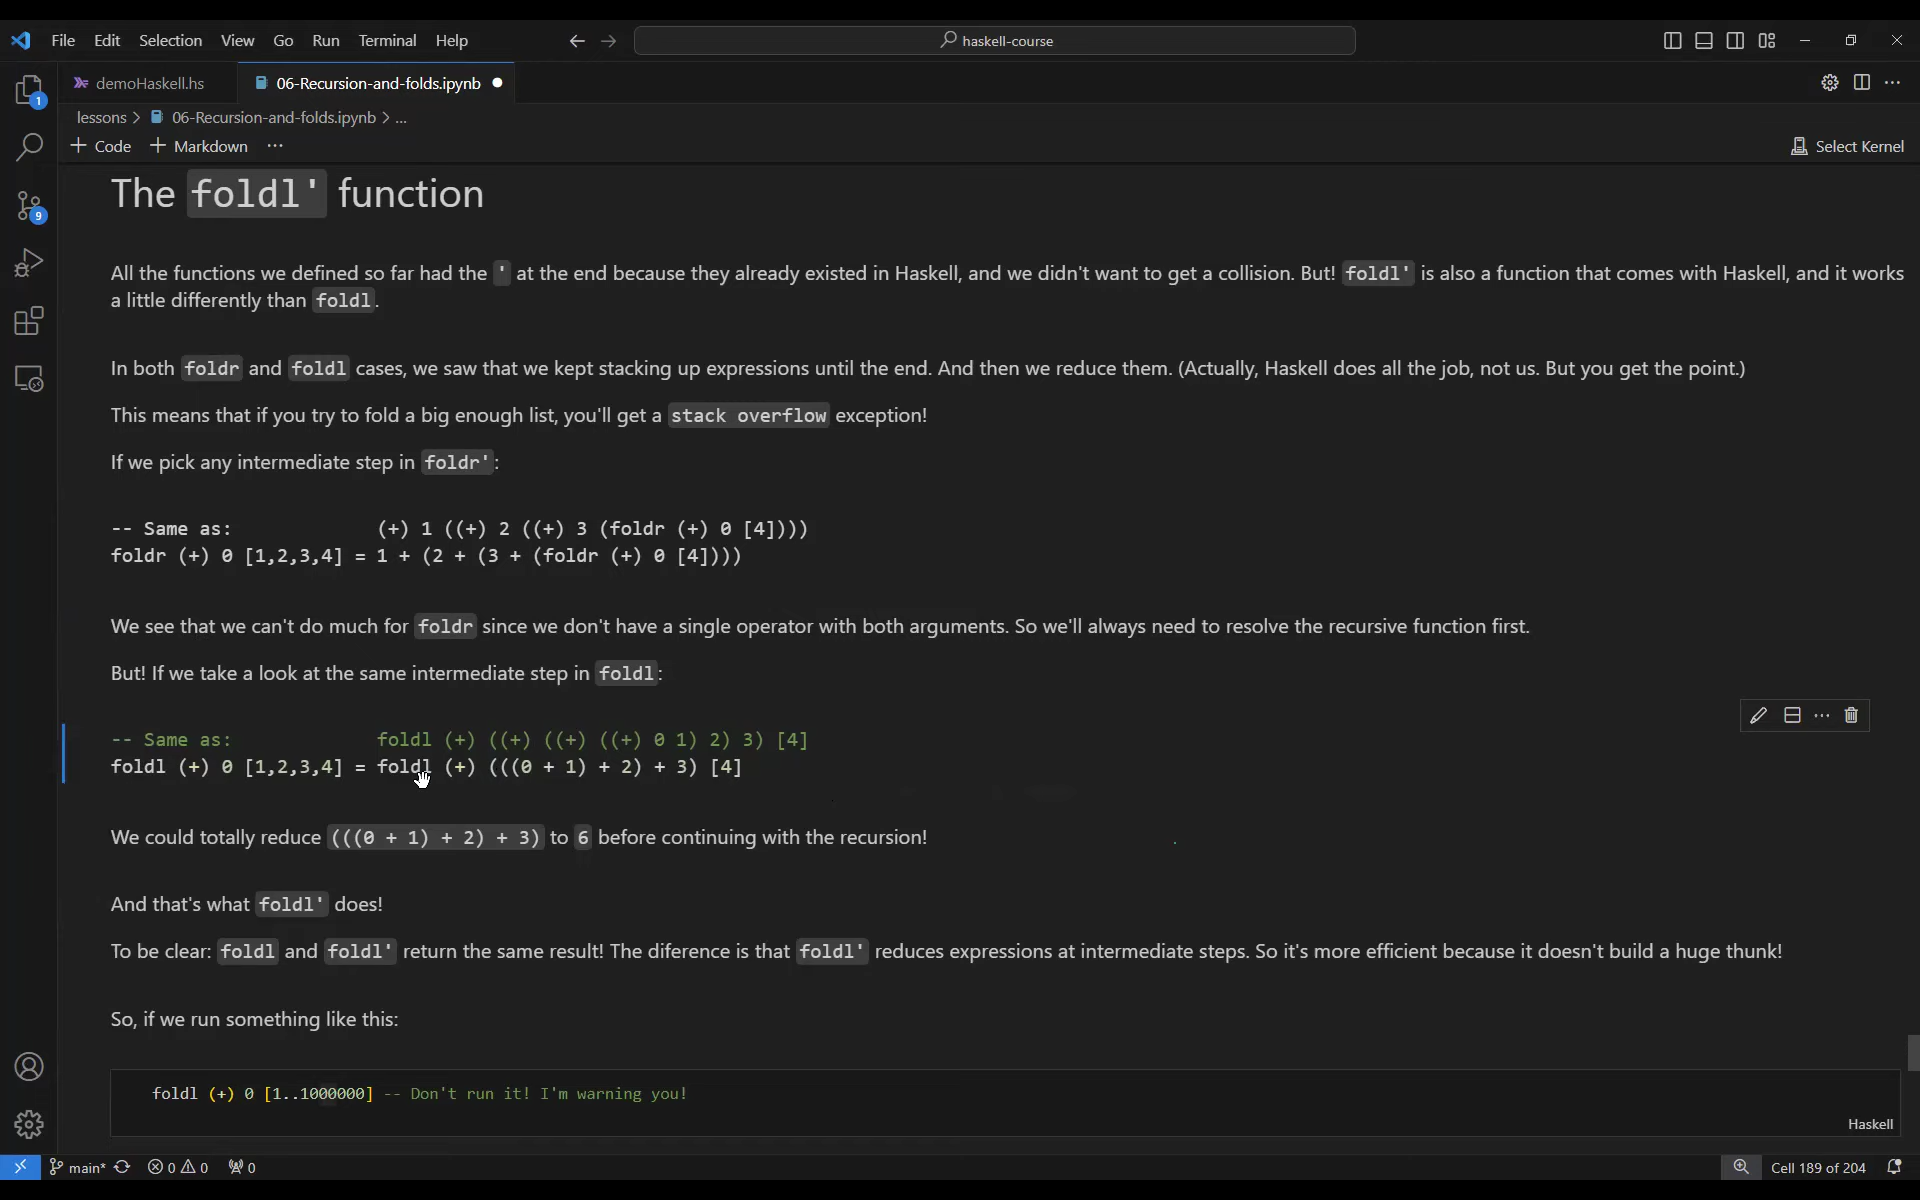 File Edit Selection View Go Run Terminal Help
haskell-course
demoHaskell.hs
06-Recursion-and-folds.ipynb
1
lessons > 06-Recursion-and-folds.ipynb > ...
+ Code + Markdown ...
Select Kernel
The foldl' function
All the functions we defined so far had the ' at the end because they already existed in Haskell, and we didn't want to get a collision. But! foldl' is also a function that comes with Haskell, and it works
a little differently than foldl.
9
In both foldr and foldl cases, we saw that we kept stacking up expressions until the end. And then we reduce them. (Actually, Haskell does all the job, not us. But you get the point.)
This means that if you try to fold a big enough list, you'll get a stack overflow exception!
If we pick any intermediate step in foldr':
-- Same as: (+) 1 ((+) 2 ((+) 3 (foldr (+) 0 [4])))
foldr (+) 0 [1,2,3,4] = 1 + (2 + (3 + (foldr (+) 0 [4])))
We see that we can't do much for foldr since we don't have a single operator with both arguments. So we'll always need to resolve the recursive function first.
But! If we take a look at the same intermediate step in foldl:
-- Same as: foldl (+) ((+) ((+) ((+) 0 1) 2) 3) [4]
foldl (+) 0 [1,2,3,4] = foldl (+) (((0 + 1) + 2) + 3) [4]
We could totally reduce (((0 + 1) + 2) + 3) to 6 before continuing with the recursion!
And that's what foldl' does!
To be clear: foldl and foldl' return the same result! The diference is that foldl' reduces expressions at intermediate steps. So it's more efficient because it doesn't build a huge thunk!
So, if we run something like this:
foldl (+) 0 [1..1000000] -- Don't run it! I'm warning you!
Haskell
main* 0 0 0
Cell 189 of 204